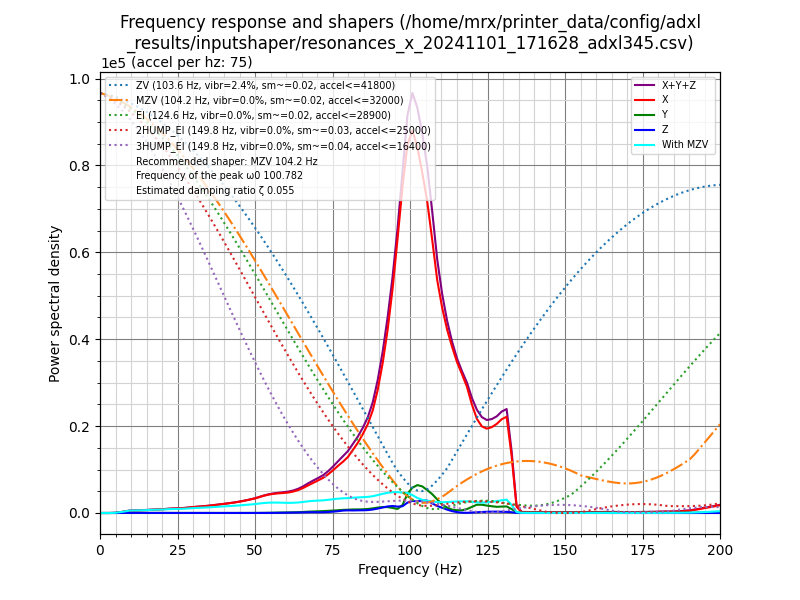 Frequency response and shapers (/home/mrx/printer_data/config/adxl
_results/inputshaper/resonances_x_20241101_171628_adxl345.csv)
1e5 (accel per hz: 75)
ZV (103.6 Hz, vibr=2.4%, sm~=0.02, accel<=41800)
MZV (104.2 Hz, vibr=0.0%, sm~=0.02, accel<=32000)
EI (124.6 Hz, vibr=0.0%, sm~=0.02, accel<=28900)
2HUMP_EI (149.8 Hz, vibr=0.0%, sm~=0.03, accel<=25000)
3HUMP_EI (149.8 Hz, vibr=0.0%, sm~=0.04, accel<=16400)
Recommended shaper: MZV 104.2 Hz
Frequency of the peak ω0 100.782
Estimated damping ratio ζ 0.055
X+Y+Z
X
Y
Z
With MZV
Power spectral density
1.0
0.8
0.6
0.4
0.2
0.0
0 25 50 75 100 125 150 175 200
Frequency (Hz)